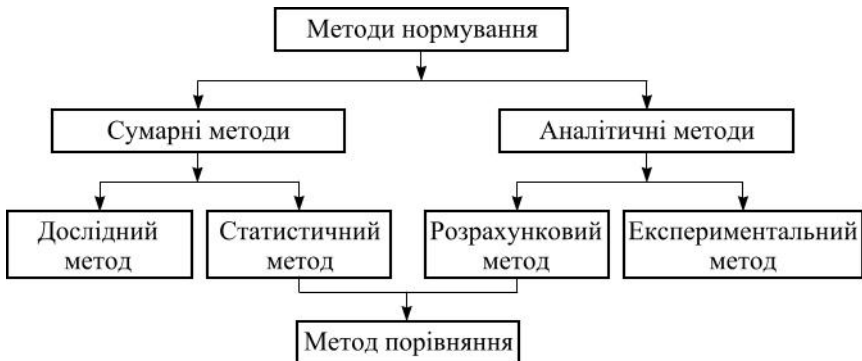 Методи нормування
Сумарні методи
Аналітичні методи
Дослідний
метод
Статистичний
метод
Розрахунковий
метод
Експериментальний
метод
Метод порівняння